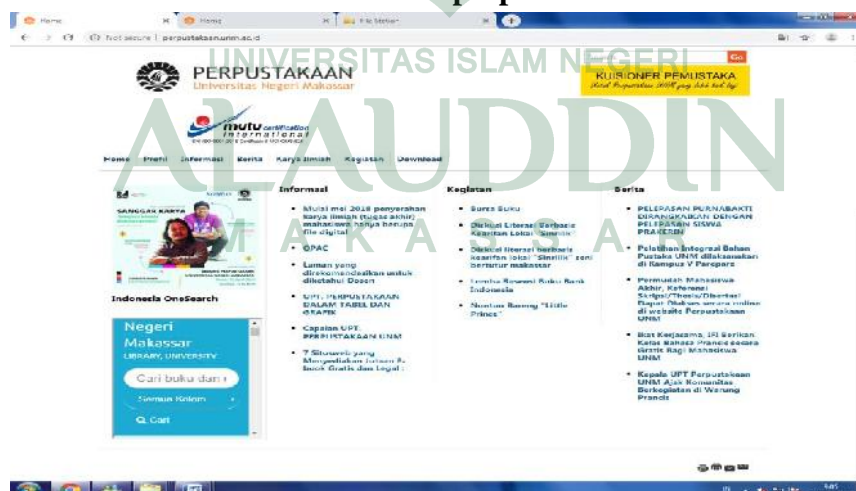 Home
Home
Not secure | perpustakaan.unm.ac.id
UNIVERSITAS ISLAM NEGERI
ALAUDDIN
M A K A S S A R
PERPUSTAKAAN
Universitas Negeri Makassar
Go
KUISIONER PEMUSTAKA
mutu certification
international
Home Profil Informasi Berita Karya Ilmiah Kegiatan Download
SANGGAR KARYA
Indonesia OneSearch
Negeri
Makassar
LIBRARY, UNIVERSITY
Cari buku dan
Semua Kolom
Cari
Informasi
Mulai mei 2018 penyerahan
karya ilmiah (tugas akhir)
mahasiswa hanya berupa
file digital
OPAC
Laman yang
direkomendasikan untuk
diketahui Dosen
UPT. PERPUSTAKAAN
DALAM TABEL DAN
GRAFIK
Capaian UPT.
PERPUSTAKAAN UNM
7 Situsweb yang
Menyediakan Jutaan E-
book Gratis dan Legal :
Kegiatan
Bursa Buku
Diskusi Literasi Berbasis
Kearifan Lokal "Sinrilik"
Diskusi literasi berbasis
kearifan lokal "Sinrilik" seni
bertutur makassar
Lomba Resensi Buku Bank
Indonesia
Nonton Bareng "Little
Prince"
Berita
PELEPASAN PURNABAKTI
DIRANGKAIKAN DENGAN
PELEPASAN SISWA
PRAKERIN
Pelatihan Integrasi Bahan
Pustaka UNM dilaksanakan
di Kampus V Parepare
Permudah Mahasiswa
Akhir, Referensi
Skripsi/Thesis/Disertasi
Dapat Diakses secara online
di website Perpustakaan
UNM
Ikat Kerjasama, IFI Berikan
Kelas Bahasa Prancis secara
Gratis Bagi Mahasiswa
UNM
Kepala UPT Perpustakaan
UNM Ajak Komunitas
Berkegiatan di Warung
Prancis